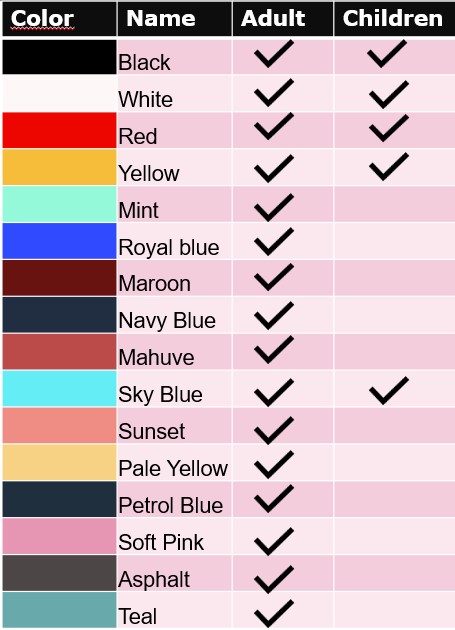 Color Name Adult Children
Black ✓ ✓
White ✓ ✓
Red ✓ ✓
Yellow ✓ ✓
Mint ✓
Royal blue ✓
Maroon ✓
Navy Blue ✓
Mahuve ✓
Sky Blue ✓ ✓
Sunset ✓
Pale Yellow ✓
Petrol Blue ✓
Soft Pink ✓
Asphalt ✓
Teal ✓